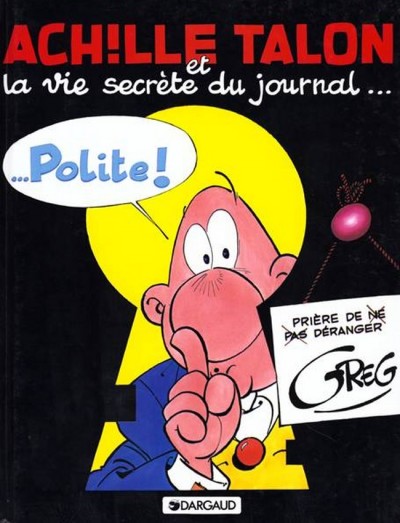 ACH!LLE TALON
et
la vie secrète du journal...
...Polite!
PRIÈRE DE NE
PAS DÉRANGER
GREG
DARGAUD